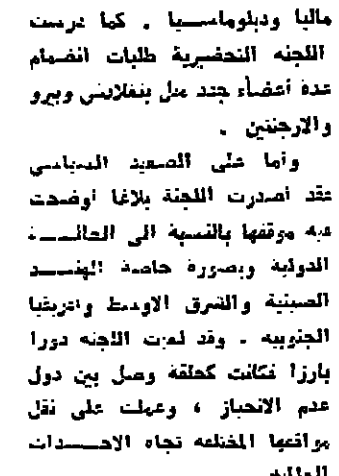 ماليا ودبلوماسيا . كما درست
اللجنة التحضيرية طلبات انضمام
عدة أعضاء جدد مثل بنغلاديش وبيرو
والارجنتين .
وأما على الصعيد السياسي
فقد أصدرت اللجنة بلاغا أوضحت
فيه موقفها بالنسبة الى الحالة
الدولية وبصورة خاصة الهند
الصينية والشرق الاوسط وافريقيا
الجنوبية . وقد لعبت اللجنة دورا
بارزا فكانت كحلقة وصل بين دول
عدم الانحياز ، وعملت على نقل
مواقفها المختلفة تجاه الاحداث